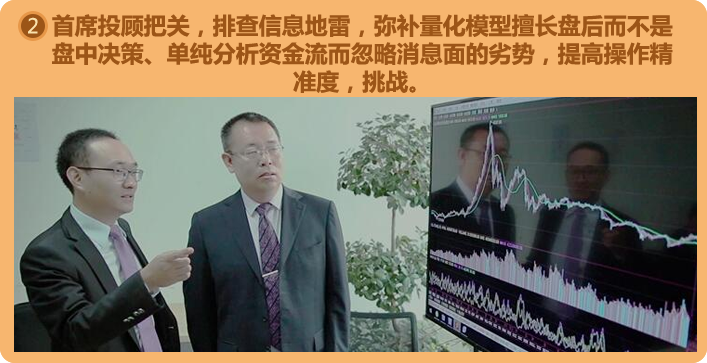 2 首席投顾把关，排查信息地雷，弥补量化模型擅长盘后而不是
盘中决策、单纯分析资金流而忽略消息面的劣势，提高操作精
准度，挑战。